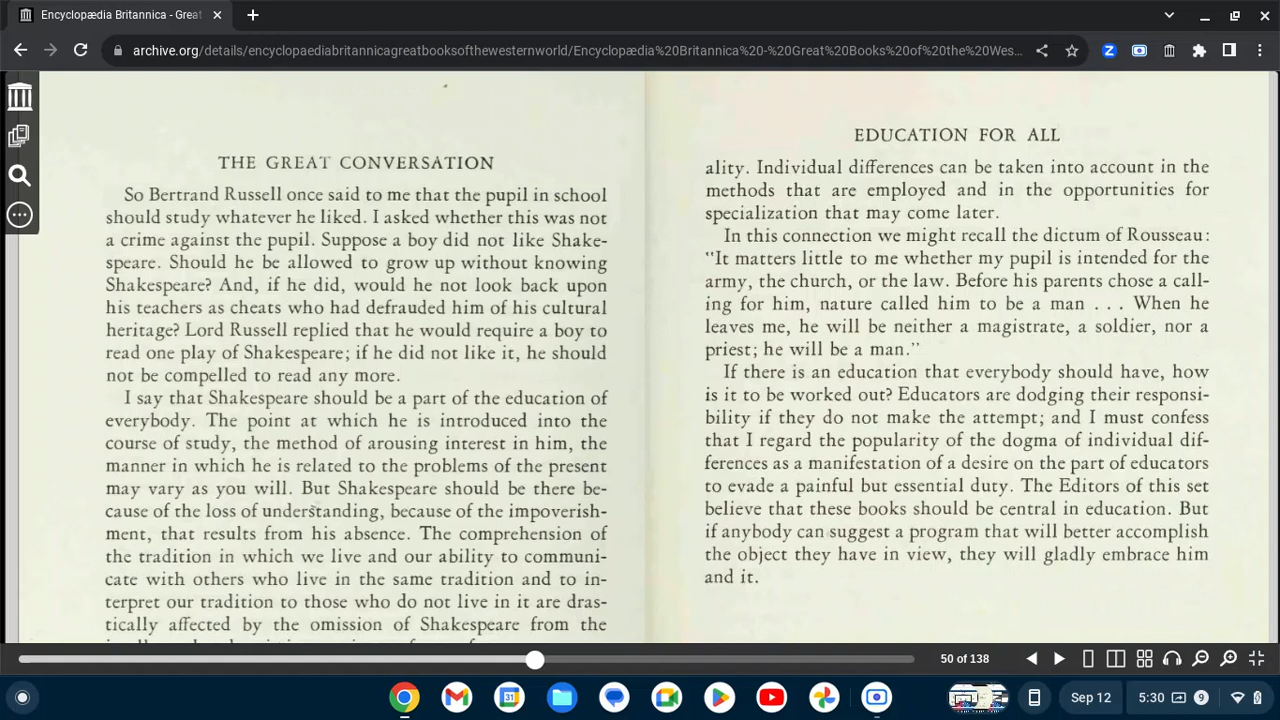 Encyclopædia Britannica - Great
archive.org/details/encyclopaediabritannicagreatbooksofthewesternworld/Encyclopædia%20Britannica%20-%20Great%20Books%20of%20the%20Wes...
THE GREAT CONVERSATION
So Bertrand Russell once said to me that the pupil in school
should study whatever he liked. I asked whether this was not
a crime against the pupil. Suppose a boy did not like Shake-
speare. Should he be allowed to grow up without knowing
Shakespeare? And, if he did, would he not look back upon
his teachers as cheats who had defrauded him of his cultural
heritage? Lord Russell replied that he would require a boy to
read one play of Shakespeare; if he did not like it, he should
not be compelled to read any more.
I say that Shakespeare should be a part of the education of
everybody. The point at which he is introduced into the
course of study, the method of arousing interest in him, the
manner in which he is related to the problems of the present
may vary as you will. But Shakespeare should be there be-
cause of the loss of understanding, because of the impoverish-
ment, that results from his absence. The comprehension of
the tradition in which we live and our ability to communi-
cate with others who live in the same tradition and to in-
terpret our tradition to those who do not live in it are dras-
tically affected by the omission of Shakespeare from the
EDUCATION FOR ALL
ality. Individual differences can be taken into account in the
methods that are employed and in the opportunities for
specialization that may come later.
In this connection we might recall the dictum of Rousseau:
"It matters little to me whether my pupil is intended for the
army, the church, or the law. Before his parents chose a call-
ing for him, nature called him to be a man . . . When he
leaves me, he will be neither a magistrate, a soldier, nor a
priest; he will be a man."
If there is an education that everybody should have, how
is it to be worked out? Educators are dodging their responsi-
bility if they do not make the attempt; and I must confess
that I regard the popularity of the dogma of individual dif-
ferences as a manifestation of a desire on the part of educators
to evade a painful but essential duty. The Editors of this set
believe that these books should be central in education. But
if anybody can suggest a program that will better accomplish
the object they have in view, they will gladly embrace him
and it.
50 of 138
Sep 12
5:30
9